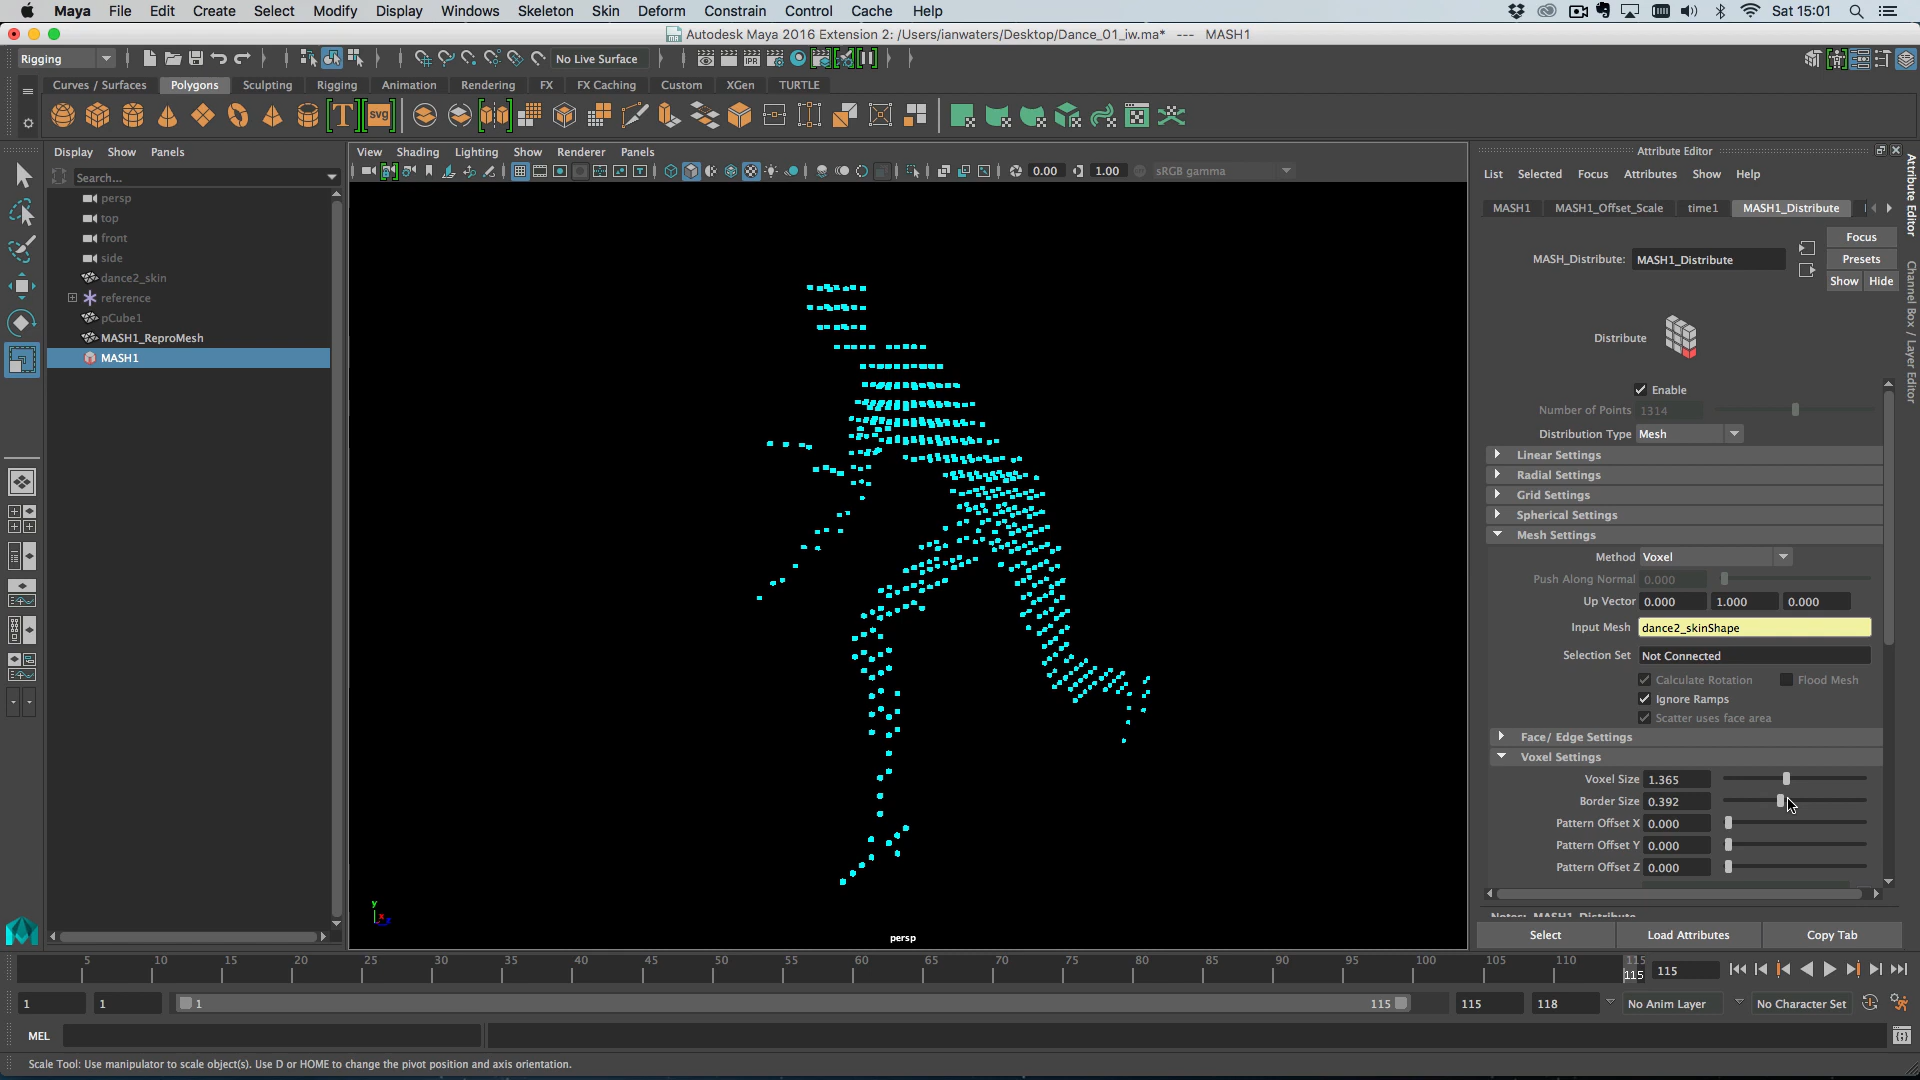 Maya File Edit Create Select Modify Display Windows Skeleton Skin Deform Constrain Control Cache Help Sat 15:01
Autodesk Maya 2016 Extension 2: /Users/ianwaters/Desktop/Dance_01_iw.ma* --- MASH1
Rigging No Live Surface
Curves / Surfaces Polygons Sculpting Rigging Animation Rendering FX FX Caching Custom XGen TURTLE
Display Show Panels
Search...
persp
top
front
side
dance2_skin
reference
pCube1
MASH1_ReproMesh
MASH1
View Shading Lighting Show Renderer Panels
0.00 1.00 sRGB gamma
persp
Attribute Editor
List Selected Focus Attributes Show Help
MASH1 MASH1_Offset_Scale time1 MASH1_Distribute
Focus
MASH_Distribute: MASH1_Distribute
Presets
Show Hide
Distribute
Enable
Number of Points 1314
Distribution Type Mesh
Linear Settings
Radial Settings
Grid Settings
Spherical Settings
Mesh Settings
Method Voxel
Push Along Normal 0.000
Up Vector 0.000 1.000 0.000
Input Mesh dance2_skinShape
Selection Set Not Connected
Calculate Rotation Flood Mesh
Ignore Ramps
Scatter uses face area
Face/ Edge Settings
Voxel Settings
Voxel Size 1.365
Border Size 0.392
Pattern Offset X 0.000
Pattern Offset Y 0.000
Pattern Offset Z 0.000
Notes: MASH1_Distribute
Select Load Attributes Copy Tab
Attribute Editor
Channel Box / Layer Editor
5 10 15 20 25 30 35 40 45 50 55 60 65 70 75 80 85 90 95 100 105 110 115
115 115
1 1 1 115 115 118 No Anim Layer No Character Set
MEL
Scale Tool: Use manipulator to scale object(s). Use D or HOME to change the pivot position and axis orientation.